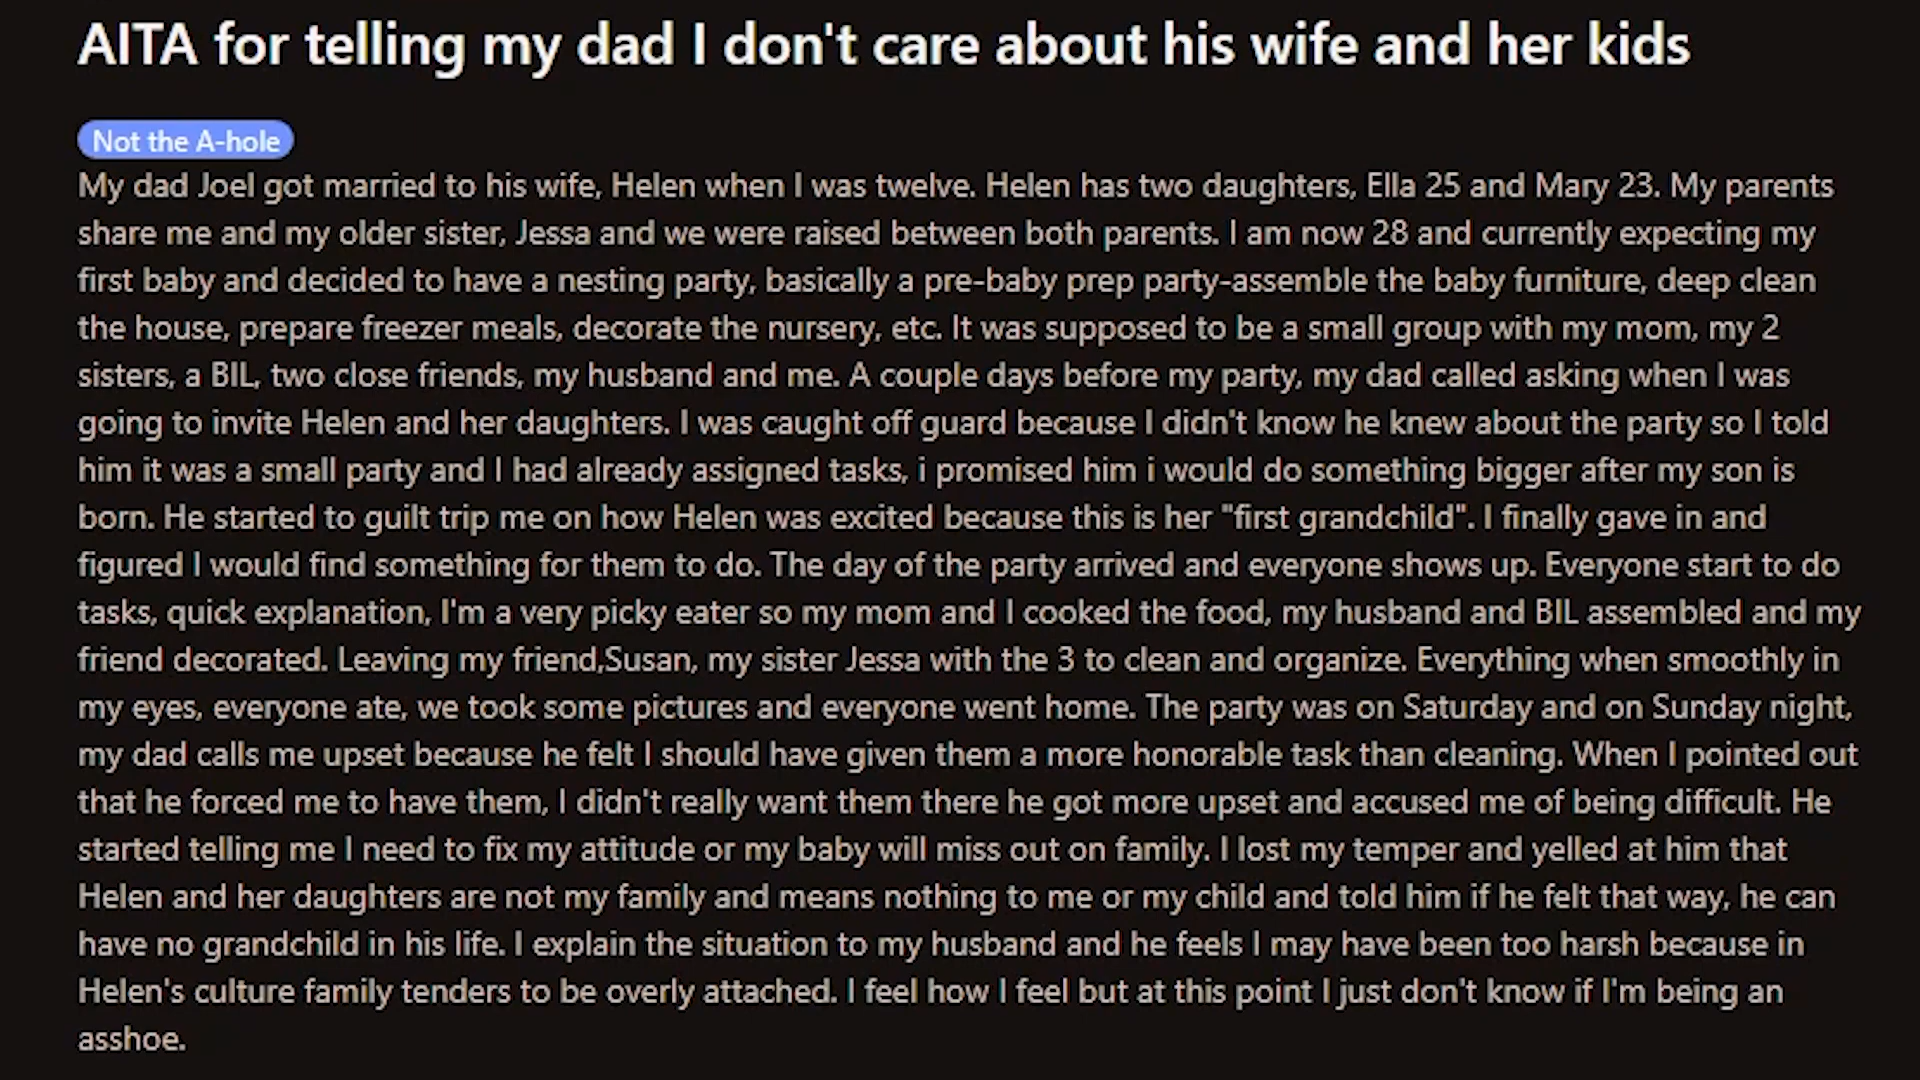 AITA for telling my dad I don't care about his wife and her kids
Not the A-hole
My dad Joel got married to his wife, Helen when I was twelve. Helen has two daughters, Ella 25 and Mary 23. My parents
share me and my older sister, Jessa and we were raised between both parents. I am now 28 and currently expecting my
first baby and decided to have a nesting party, basically a pre-baby prep party-assemble the baby furniture, deep clean
the house, prepare freezer meals, decorate the nursery, etc. It was supposed to be a small group with my mom, my 2
sisters, a BIL, two close friends, my husband and me. A couple days before my party, my dad called asking when I was
going to invite Helen and her daughters. I was caught off guard because I didn't know he knew about the party so I told
him it was a small party and I had already assigned tasks, i promised him i would do something bigger after my son is
born. He started to guilt trip me on how Helen was excited because this is her "first grandchild". I finally gave in and
figured I would find something for them to do. The day of the party arrived and everyone shows up. Everyone start to do
tasks, quick explanation, I'm a very picky eater so my mom and I cooked the food, my husband and BIL assembled and my
friend decorated. Leaving my friend,Susan, my sister Jessa with the 3 to clean and organize. Everything when smoothly in
my eyes, everyone ate, we took some pictures and everyone went home. The party was on Saturday and on Sunday night,
my dad calls me upset because he felt I should have given them a more honorable task than cleaning. When I pointed out
that he forced me to have them, I didn't really want them there he got more upset and accused me of being difficult. He
started telling me I need to fix my attitude or my baby will miss out on family. I lost my temper and yelled at him that
Helen and her daughters are not my family and means nothing to me or my child and told him if he felt that way, he can
have no grandchild in his life. I explain the situation to my husband and he feels I may have been too harsh because in
Helen's culture family tenders to be overly attached. I feel how I feel but at this point I just don't know if I'm being an
asshoe.